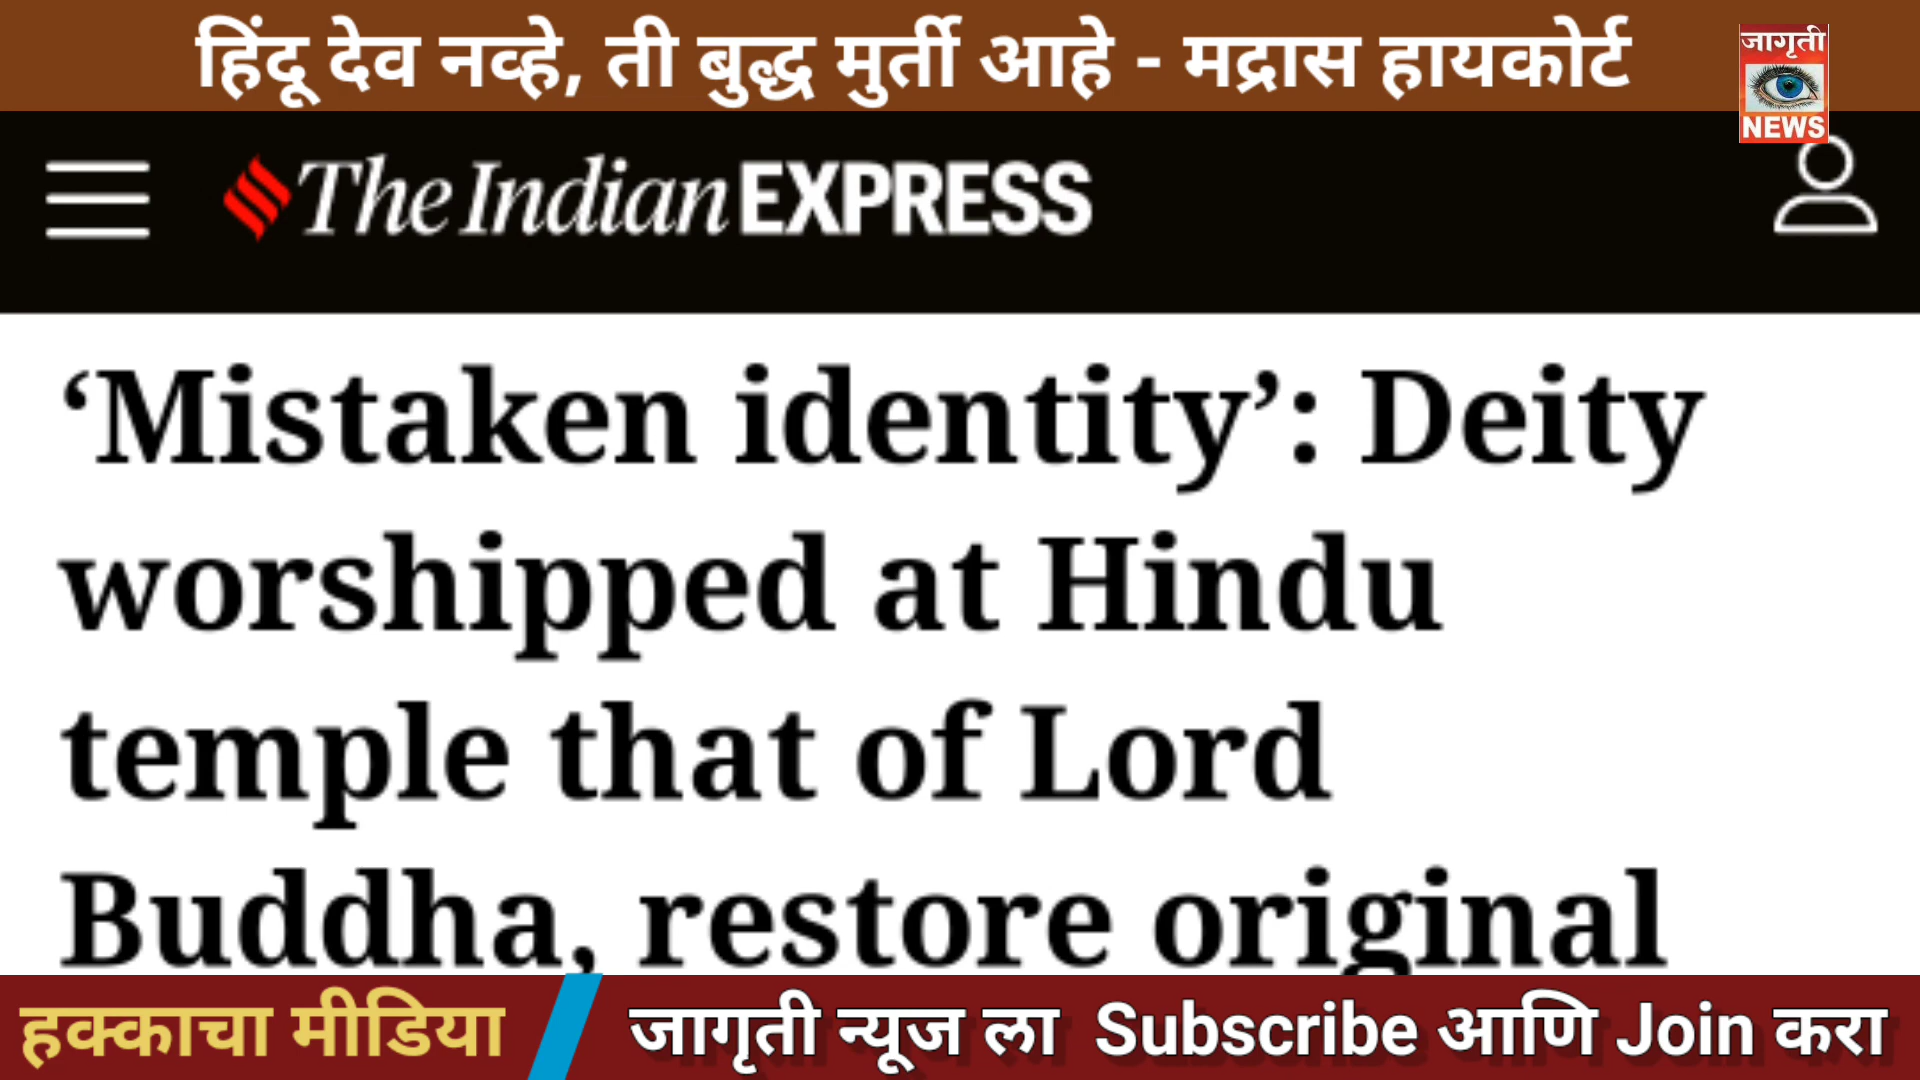 हिंदू देव नव्हे, ती बुद्ध मुर्ती आहे - मद्रास हायकोर्ट
जागृती
NEWS
The Indian EXPRESS
‘Mistaken identity’: Deity
worshipped at Hindu
temple that of Lord
Buddha, restore original
हक्काचा मीडिया
जागृती न्यूज ला Subscribe आणि Join करा